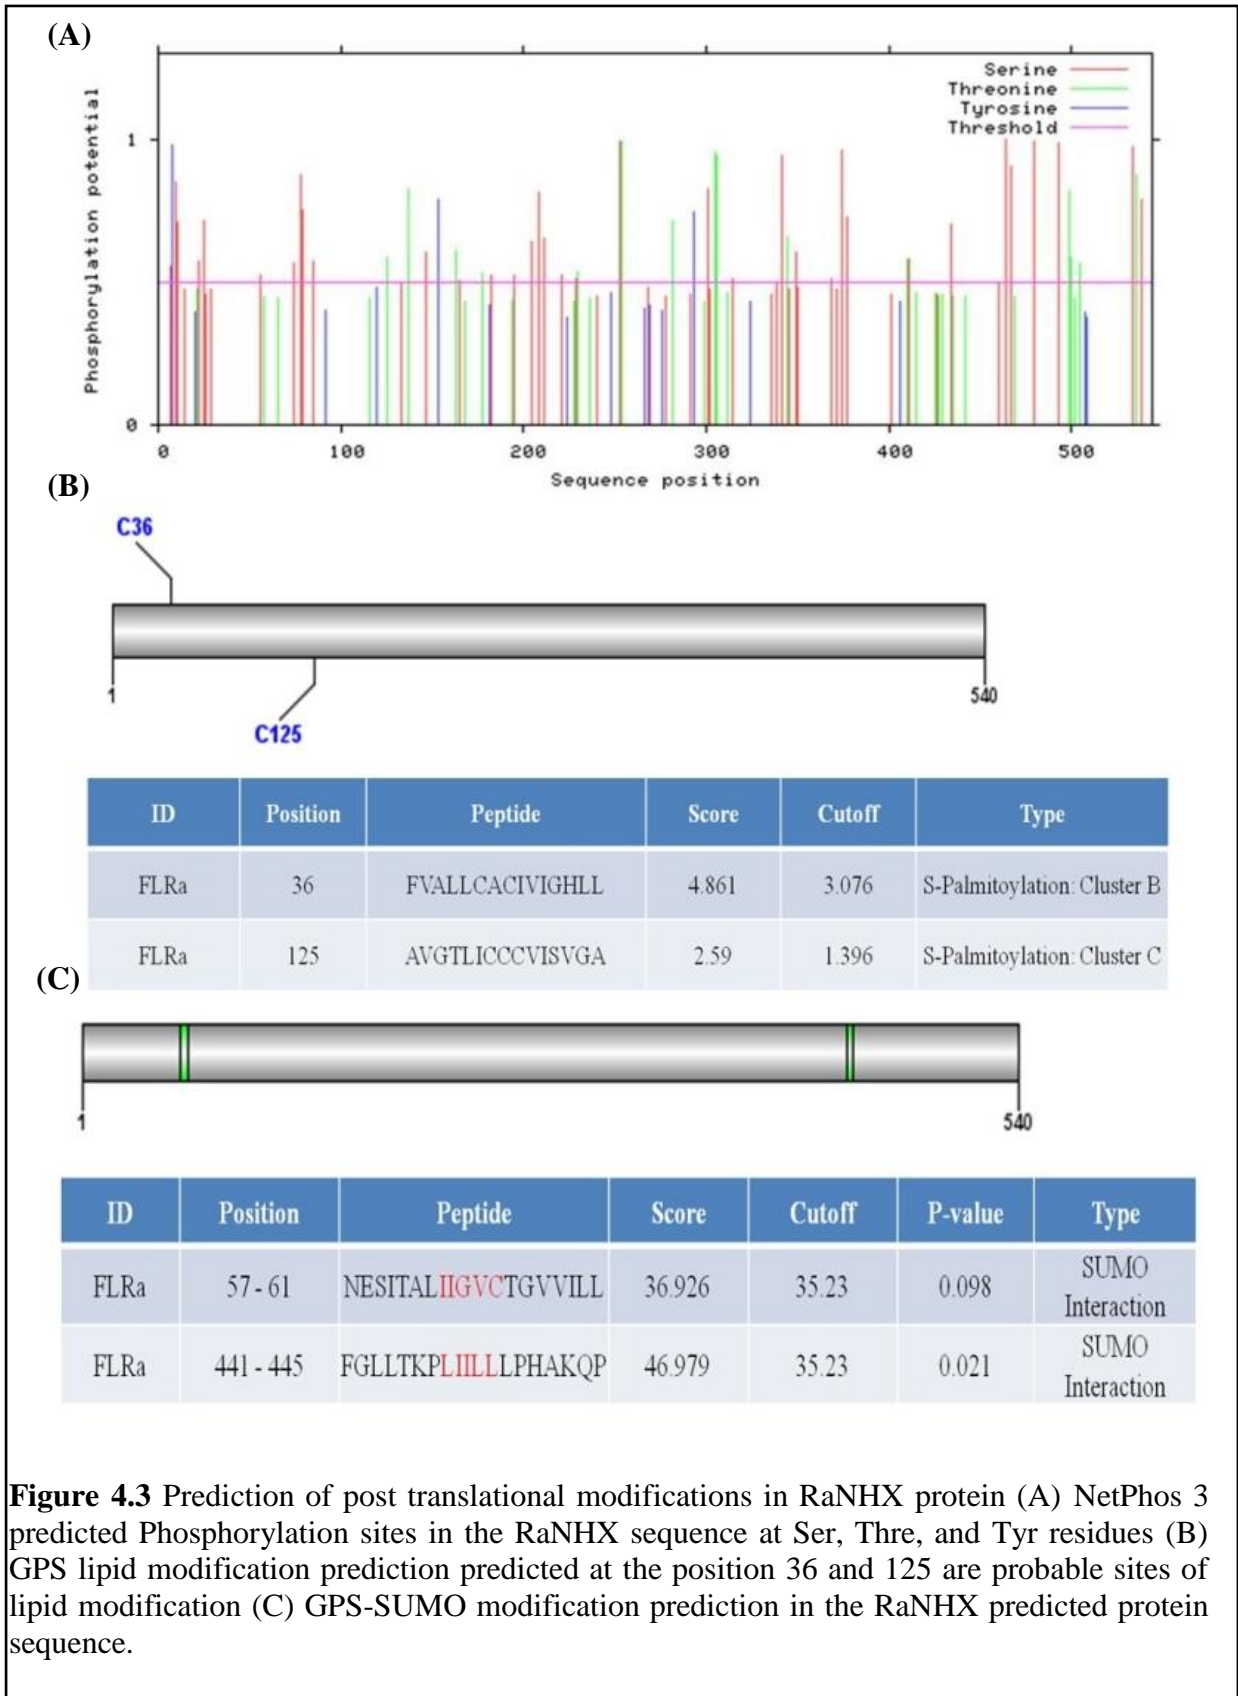 (A)
Serine
Threonine
Tyrosine
Threshold
Phosphorylation potential
1
0
0 100 200 300 400 500
Sequence position
(B)
C36
1 540
C125
ID Position Peptide Score Cutoff Type
FLRa 36 FVALLCACIVIGHLL 4.861 3.076 S-Palmitoylation: Cluster B
FLRa 125 AVGTLICCCVISVGA 2.59 1.396 S-Palmitoylation: Cluster C
(C)
1 540
ID Position Peptide Score Cutoff P-value Type
FLRa 57 - 61 NESITALIIGVCTGVVILL 36.926 35.23 0.098 SUMO Interaction
FLRa 441 - 445 FGLLTKPLIILLLPHAKQP 46.979 35.23 0.021 SUMO Interaction
Figure 4.3 Prediction of post translational modifications in RaNHX protein (A) NetPhos 3
predicted Phosphorylation sites in the RaNHX sequence at Ser, Thre, and Tyr residues (B)
GPS lipid modification prediction predicted at the position 36 and 125 are probable sites of
lipid modification (C) GPS-SUMO modification prediction in the RaNHX predicted protein
sequence.